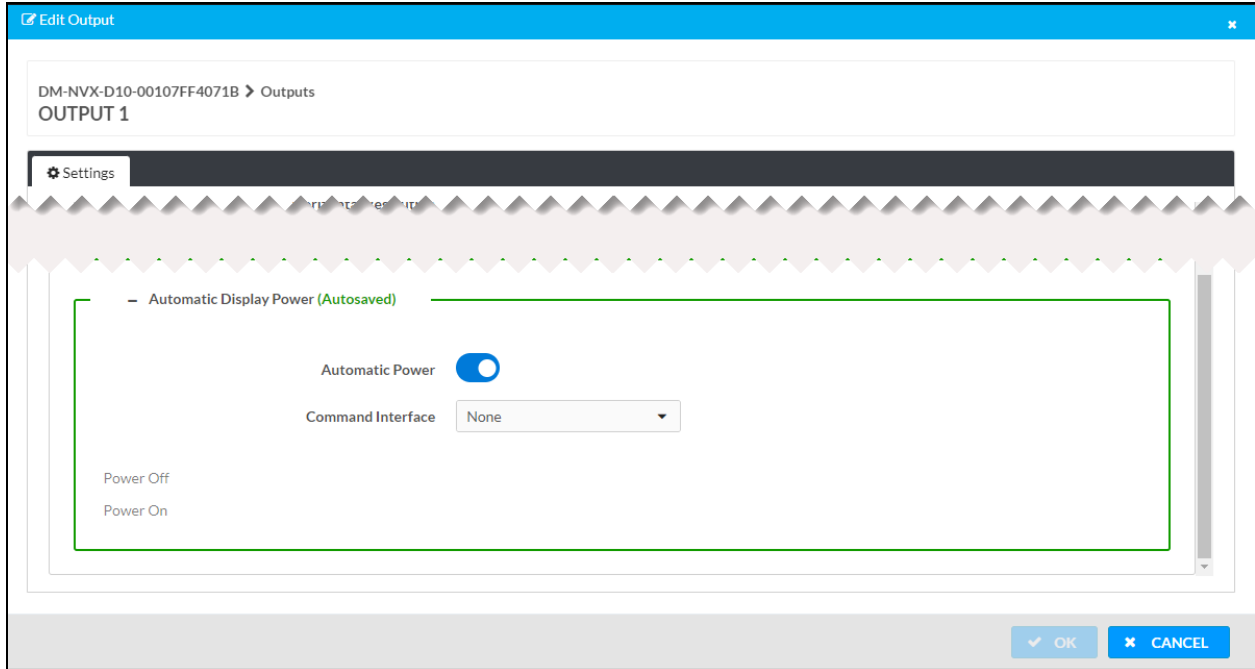 Edit Output
DM-NVX-D10-00107FF4071B > Outputs
OUTPUT 1
Settings
Automatic Display Power (Autosaved)
Automatic Power
Command Interface None
Power Off
Power On
OK CANCEL